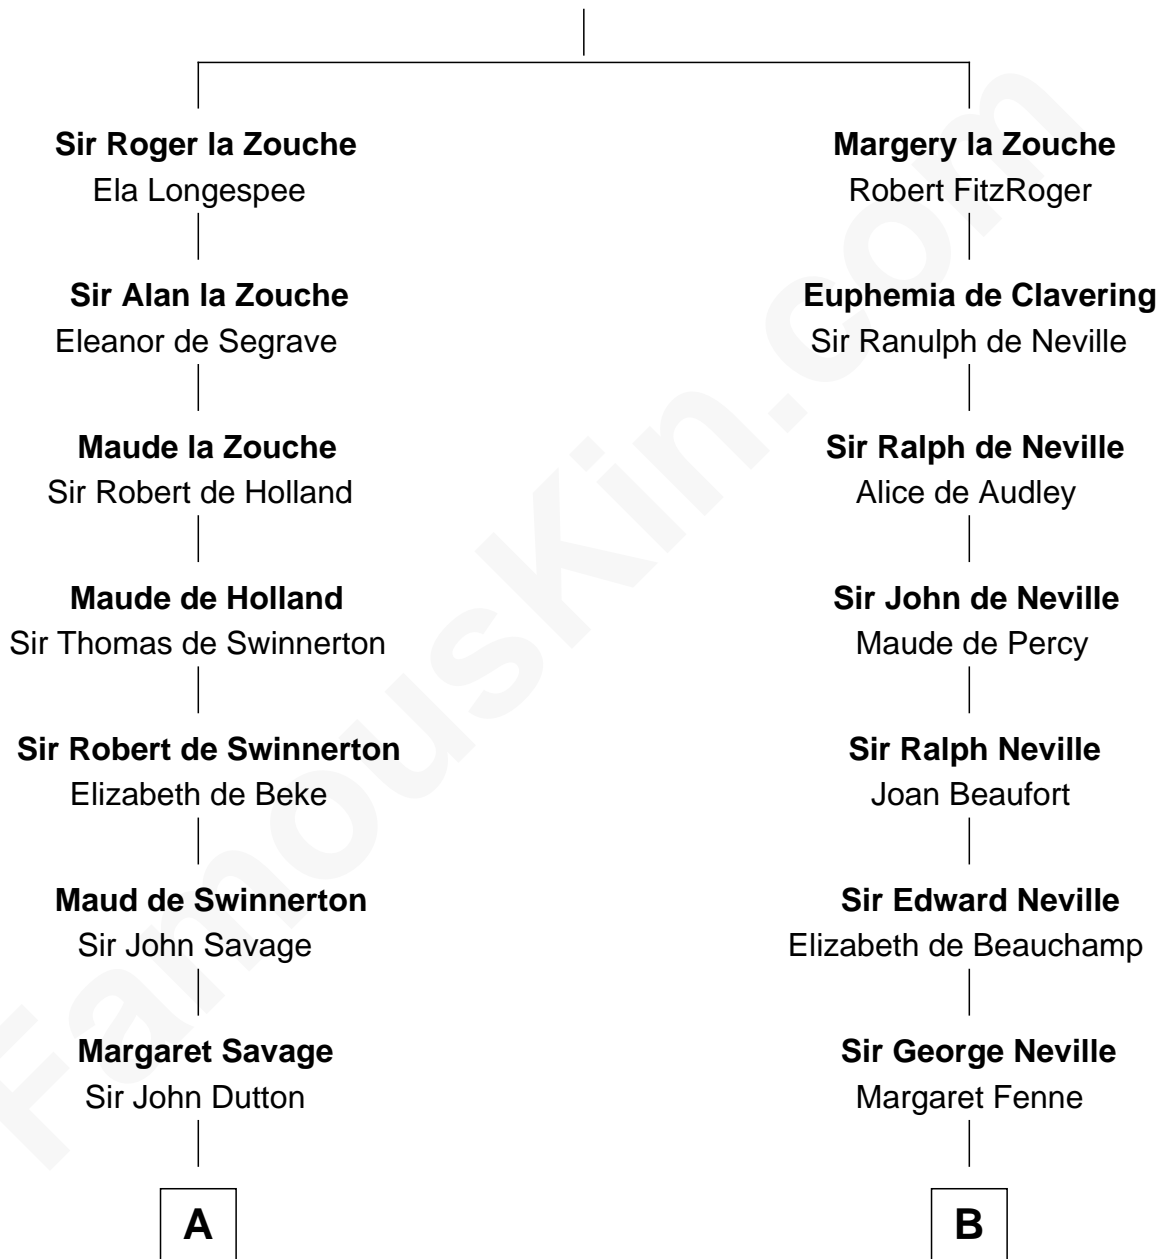 Sir Roger la Zouche
Ela Longespee
Sir Alan la Zouche
Eleanor de Segrave
Maude la Zouche
Sir Robert de Holland
Maude de Holland
Sir Thomas de Swinnerton
Sir Robert de Swinnerton
Elizabeth de Beke
Maud de Swinnerton
Sir John Savage
Margaret Savage
Sir John Dutton
A
Margery la Zouche
Robert FitzRoger
Euphemia de Clavering
Sir Ranulph de Neville
Sir Ralph de Neville
Alice de Audley
Sir John de Neville
Maude de Percy
Sir Ralph Neville
Joan Beaufort
Sir Edward Neville
Elizabeth de Beauchamp
Sir George Neville
Margaret Fenne
B
FamousKin.com